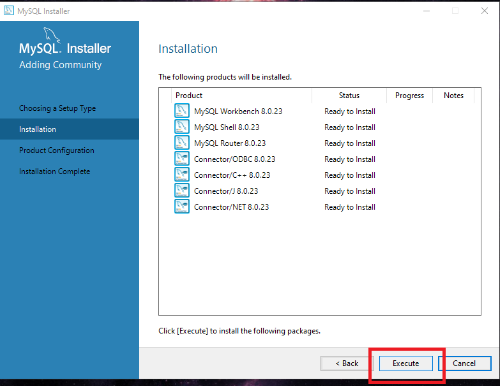 MySQL Installer
MySQL. Installer
Adding Community
Choosing a Setup Type
Installation
Product Configuration
Installation Complete
Installation
The following products will be installed.
Product Status Progress Notes
MySQL Workbench 8.0.23 Ready to Install
MySQL Shell 8.0.23 Ready to Install
MySQL Router 8.0.23 Ready to Install
Connector/ODBC 8.0.23 Ready to Install
Connector/C++ 8.0.23 Ready to Install
Connector/J 8.0.23 Ready to Install
Connector/NET 8.0.23 Ready to Install
Click [Execute] to install the following packages.
< Back Execute Cancel